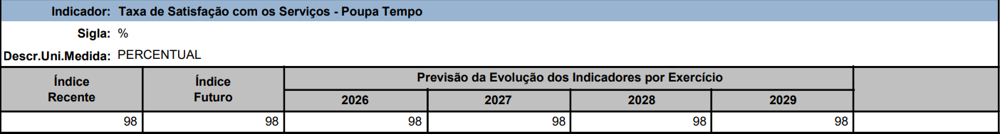 Indicador: Taxa de Satisfação com os Serviços - Poupa Tempo
Sigla: %
Descr.Uni.Medida: PERCENTUAL
Índice Recente Índice Futuro Previsão da Evolução dos Indicadores por Exercício
2026 2027 2028 2029
98 98 98 98 98 98